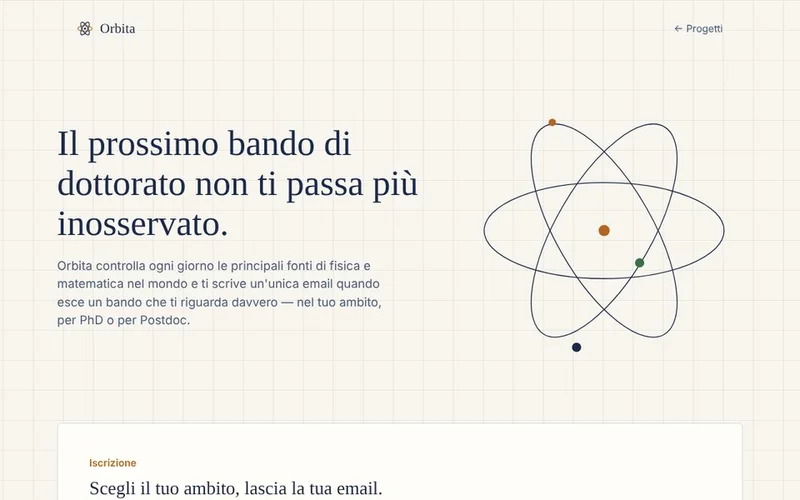 Orbita
← Progetti
Il prossimo bando di
dottorato non ti passa più
inosservato.
Orbita controlla ogni giorno le principali fonti di fisica e
matematica nel mondo e ti scrive un'unica email quando
esce un bando che ti riguarda davvero — nel tuo ambito,
per PhD o per Postdoc.
Iscrizione
Scegli il tuo ambito, lascia la tua email.